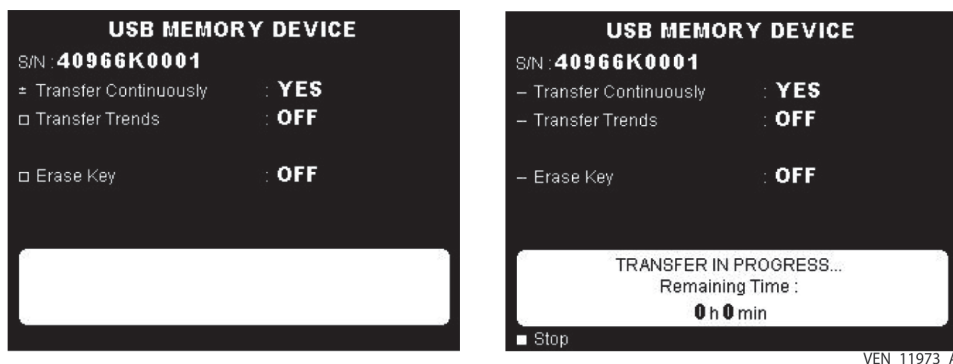 USB MEMORY DEVICE
S/N : 40966K0001
± Transfer Continuously : YES
□ Transfer Trends : OFF
□ Erase Key : OFF
USB MEMORY DEVICE
S/N : 40966K0001
– Transfer Continuously : YES
– Transfer Trends : OFF
– Erase Key : OFF
TRANSFER IN PROGRESS...
Remaining Time :
0 h 0 min
■ Stop
VEN_11973_A